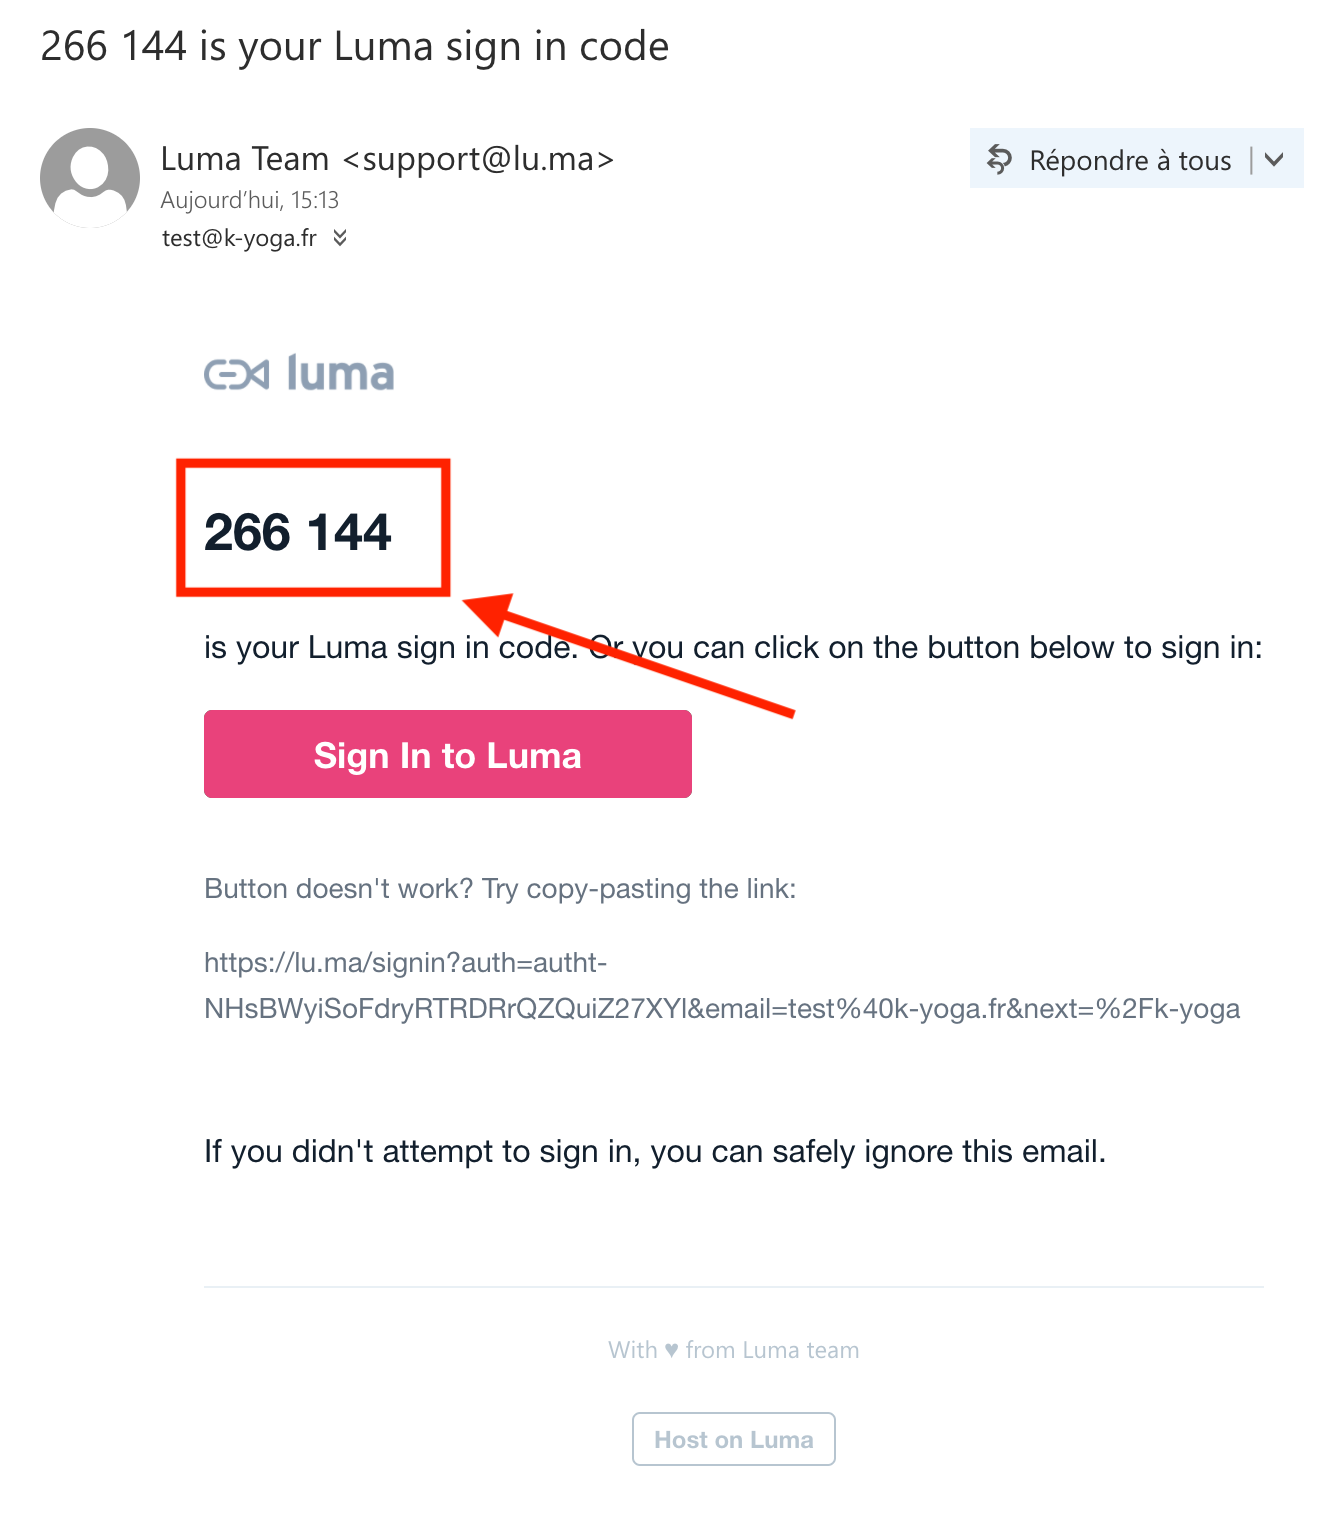 266 144 is your Luma sign in code
Luma Team <support@lu.ma>
Répondre à tous
Aujourd'hui, 15:13
test@k-yoga.fr
luma
266 144
is your Luma sign in code. Or you can click on the button below to sign in:
Sign In to Luma
Button doesn't work? Try copy-pasting the link:
https://lu.ma/signin?auth=autht-
NHsBWyiSoFdryRTRDRrQZQuiZ27XYl&email=test%40k-yoga.fr&next=%2Fk-yoga
If you didn't attempt to sign in, you can safely ignore this email.
With ♥ from Luma team
Host on Luma